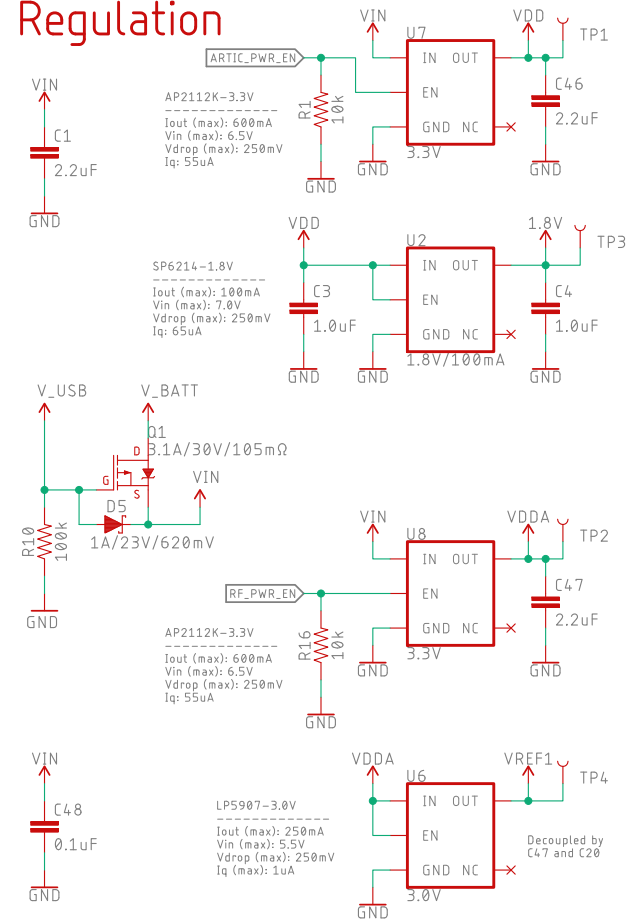 Regulation
VIN
C1
2.2uF
GND
ARTIC_PWR_EN
AP2112K-3.3V
Iout (max): 600mA
Vin (max): 6.5V
Vdrop (max): 250mV
Iq: 55uA
R1
10k
GND
VIN
U7
IN OUT
EN
GND NC
3.3V
GND
VDD
TP1
C46
2.2uF
GND
SP6214-1.8V
Iout (max): 100mA
Vin (max): 7.0V
Vdrop (max): 250mV
Iq: 65uA
VDD
C3
1.0uF
GND
U2
IN OUT
EN
GND NC
1.8V/100mA
GND
1.8V
TP3
C4
1.0uF
GND
V_USB
V_BATT
Q1
D
3.1A/30V/105mΩ
G
S
VIN
D5
1A/23V/620mV
R10
100k
GND
RF_PWR_EN
AP2112K-3.3V
Iout (max): 600mA
Vin (max): 6.5V
Vdrop (max): 250mV
Iq: 55uA
R16
10k
GND
VIN
U8
IN OUT
EN
GND NC
3.3V
GND
VDDA
TP2
C47
2.2uF
GND
VIN
C48
0.1uF
GND
LP5907-3.0V
Iout (max): 250mA
Vin (max): 5.5V
Vdrop (max): 250mV
Iq (max): 1uA
VDDA
U6
IN OUT
EN
GND NC
3.0V
GND
VREF1
TP4
Decoupled by
C47 and C20